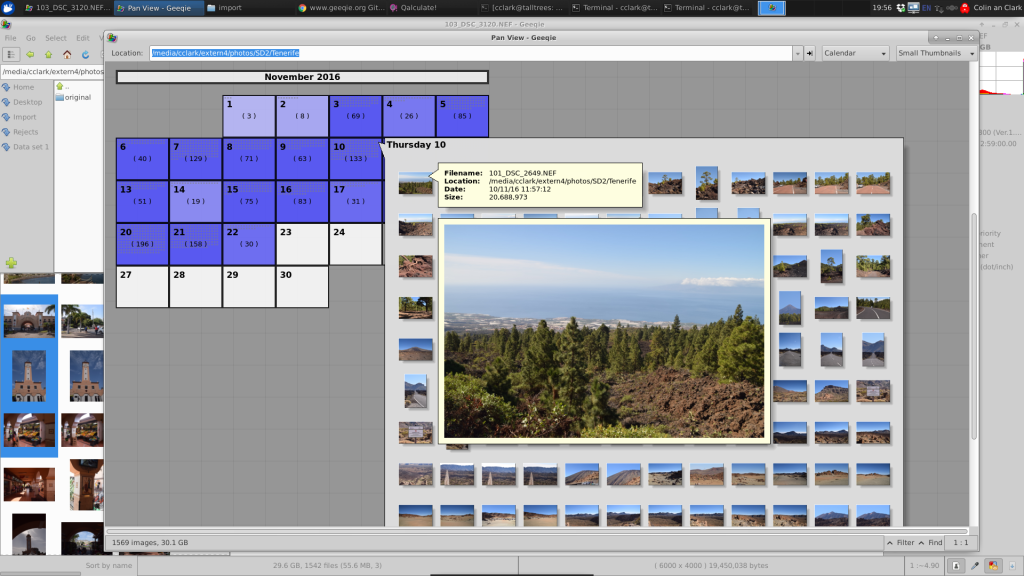 103_DSC_3120.NEF...
Pan View - Geeqie
import
www.geeqie.org Git...
Qalculate!
[cclark@talltrees: ...
Terminal - cclark@t...
Terminal - cclark@t...
19:56
EN
Colin an Clark
103_DSC_3120.NEF - Geeqie
File Go Select Edit
Pan View - Geeqie
Location: /media/cclark/extern4/photos/SD2/Tenerife
Calendar
Small Thumbnails
/media/cclark/extern4/photos
Home
Desktop
Import
Rejects
Data set 1
..
original
November 2016
1
( 3 )
2
( 8 )
3
( 69 )
4
( 26 )
5
( 85 )
6
( 40 )
7
( 129 )
8
( 71 )
9
( 63 )
10
( 133 )
13
( 51 )
14
( 19 )
15
( 75 )
16
( 83 )
17
( 31 )
20
( 196 )
21
( 158 )
22
( 30 )
23
24
27
28
29
30
Thursday 10
Filename: 101_DSC_2649.NEF
Location: /media/cclark/extern4/photos/SD2/Tenerife
Date: 10/11/16 11:57:12
Size: 20,688,973
GB
300 (Ver.1....
2:59:00.00
(dot/inch)
1569 images, 30.1 GB
Filter
Find
1 : 1
Sort by name
29.6 GB, 1542 files (55.6 MB, 3)
( 6000 x 4000 ) 19,450,038 bytes
1 :~4.90